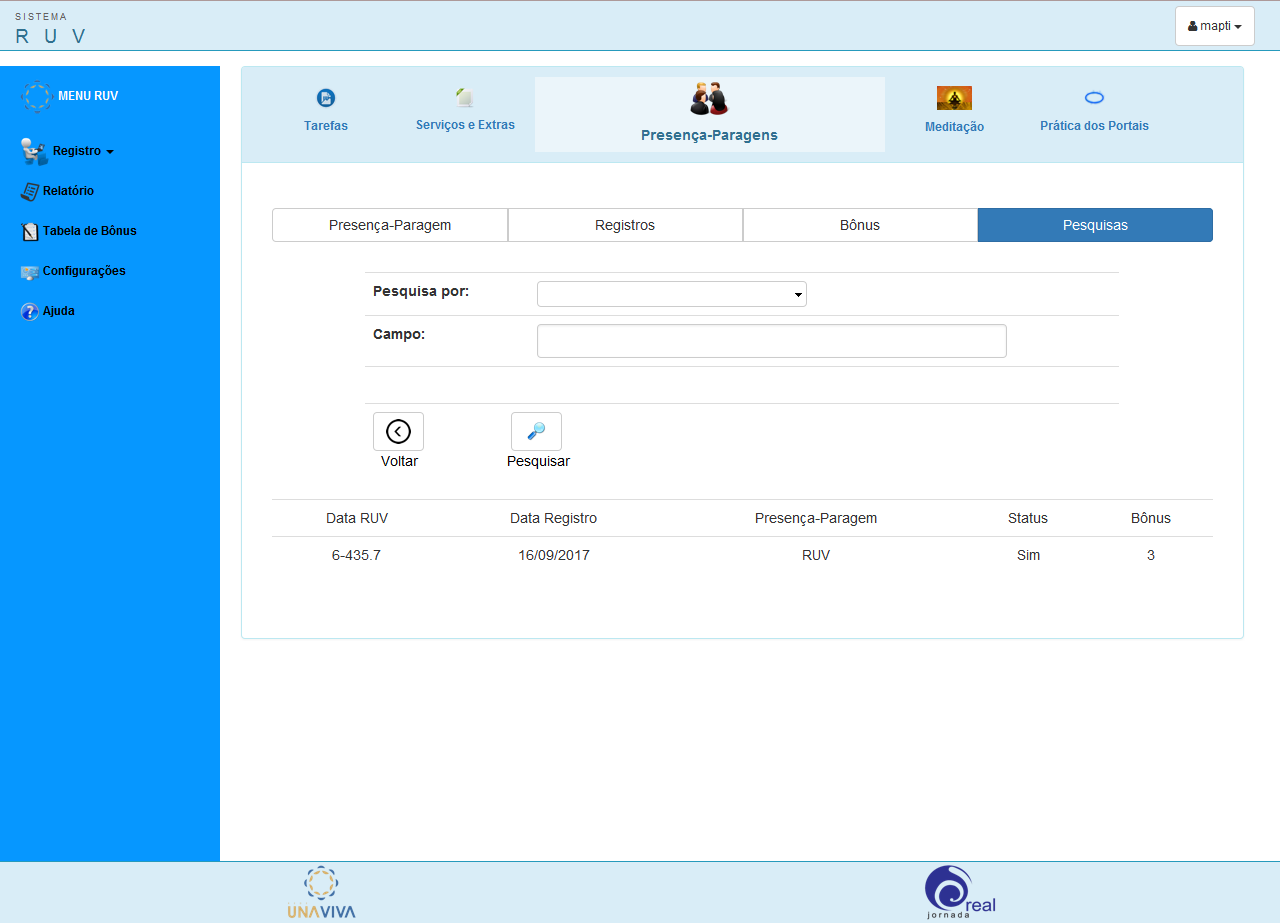 SISTEMA
R U V
mapti
MENU RUV
Registro
Relatório
Tabela de Bônus
Configurações
Ajuda
Tarefas
Serviços e Extras
Presença-Paragens
Meditação
Prática dos Portais
Presença-Paragem
Registros
Bônus
Pesquisas
Pesquisa por:
Campo:
Voltar
Pesquisar
Data RUV Data Registro Presença-Paragem Status Bônus
6-435.7 16/09/2017 RUV Sim 3
UNAVIVA
real
jornada